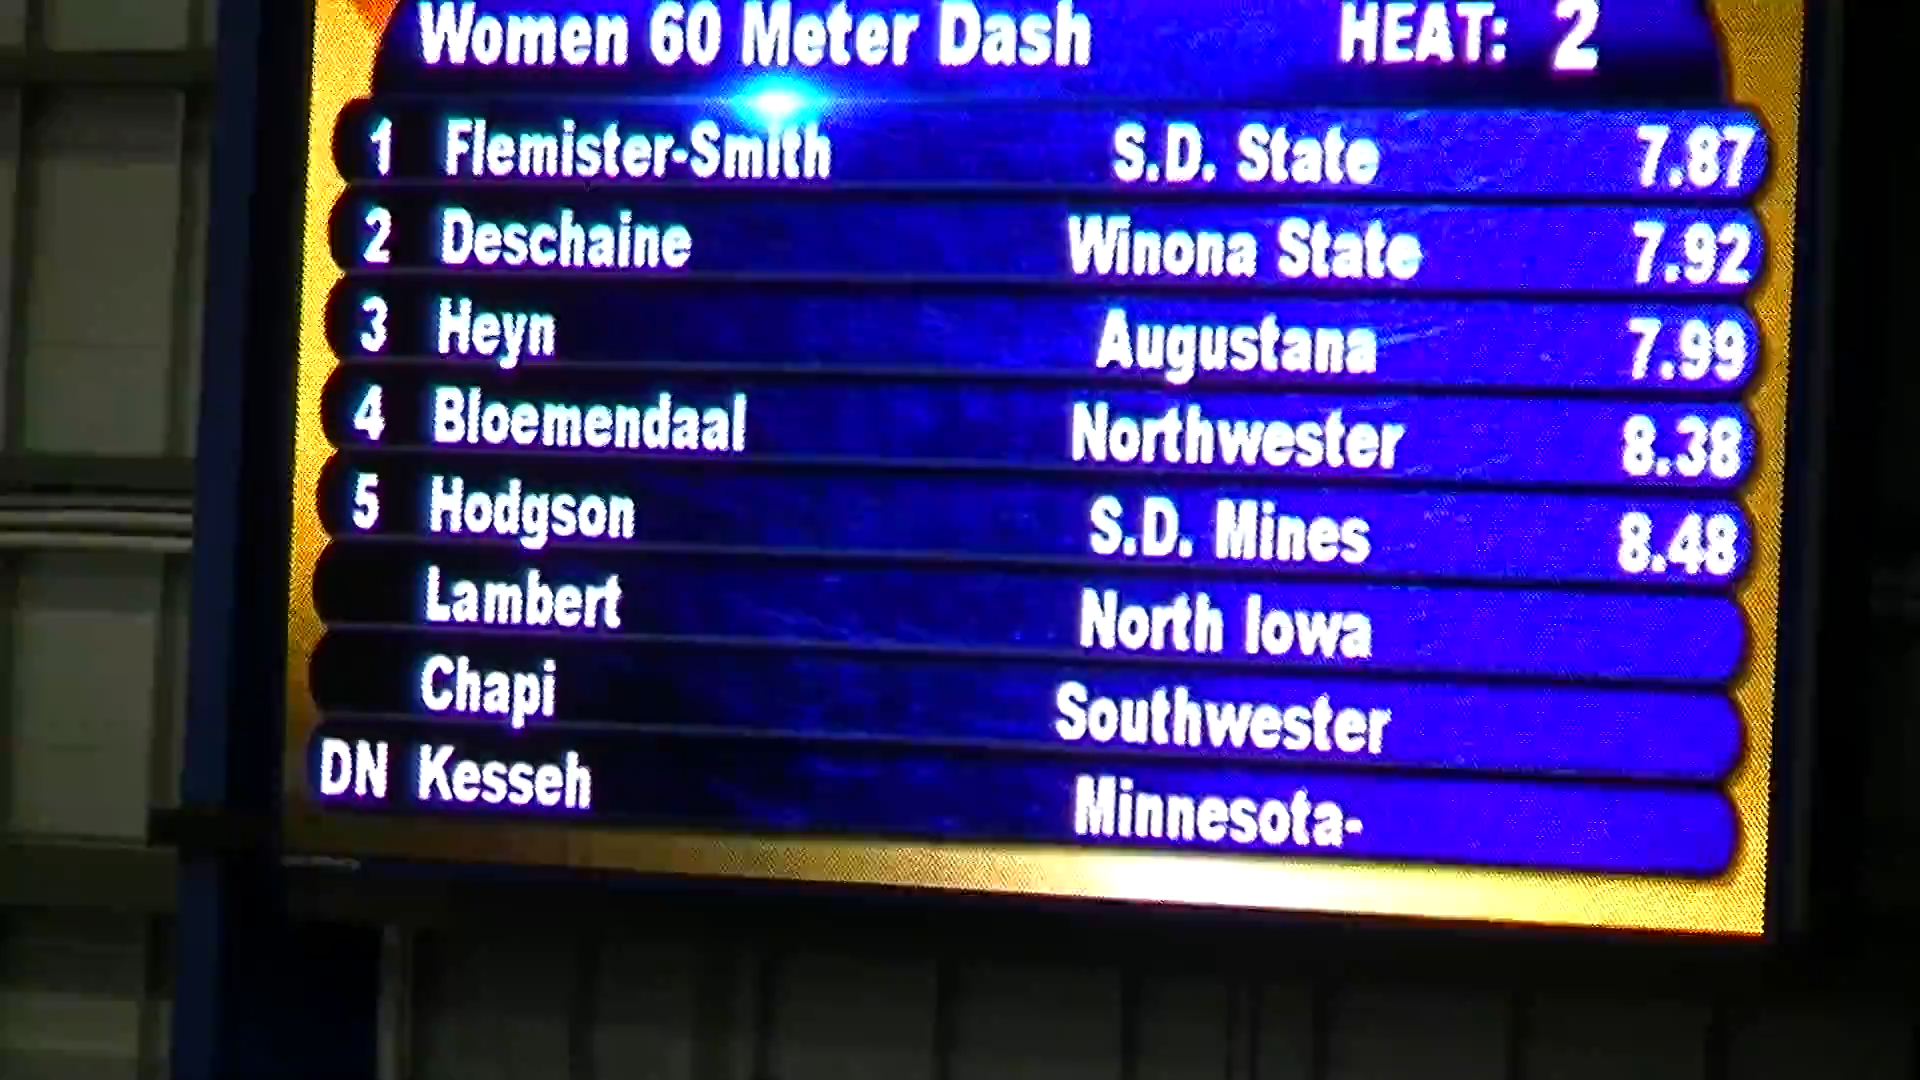 Women 60 Meter Dash HEAT: 2
1 Flemister-Smith S.D. State 7.87
2 Deschaine Winona State 7.92
3 Heyn Augustana 7.99
4 Bloemendaal Northwester 8.38
5 Hodgson S.D. Mines 8.48
Lambert North Iowa
Chapi Southwester
DN Kesseh Minnesota-